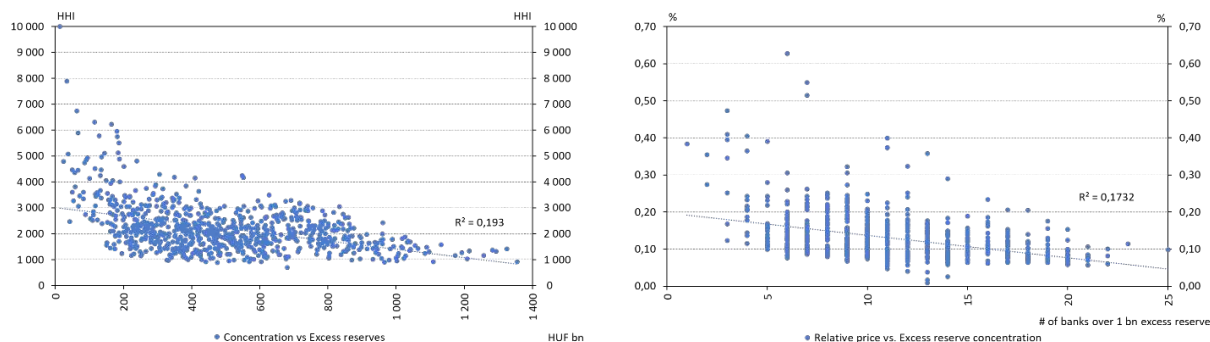 HHI HHI
10 000 10 000
9 000 9 000
8 000 8 000
7 000 7 000
6 000 6 000
5 000 5 000
4 000 4 000
3 000 3 000
R² = 0,193
2 000 2 000
1 000 1 000
0 0
0 200 400 600 800 1 000 1 200 1 400
Concentration vs Excess reserves HUF bn
% %
0,70 0,70
0,60 0,60
0,50 0,50
0,40 0,40
0,30 0,30
R² = 0,1732
0,20 0,20
0,10 0,10
0,00 0,00
0 5 10 15 20 25
# of banks over 1 bn excess reserve
Relative price vs. Excess reserve concentration